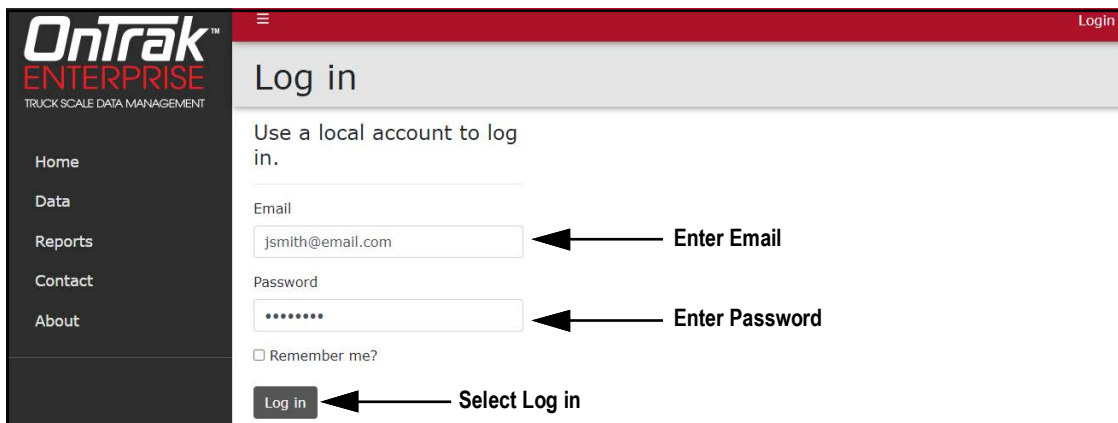 OnTrak™
ENTERPRISE
TRUCK SCALE DATA MANAGEMENT
Home
Data
Reports
Contact
About
☰
Login
Log in
Use a local account to log
in.
Email
jsmith@email.com
Enter Email
Password
••••••••
Enter Password
Remember me?
Log in
Select Log in